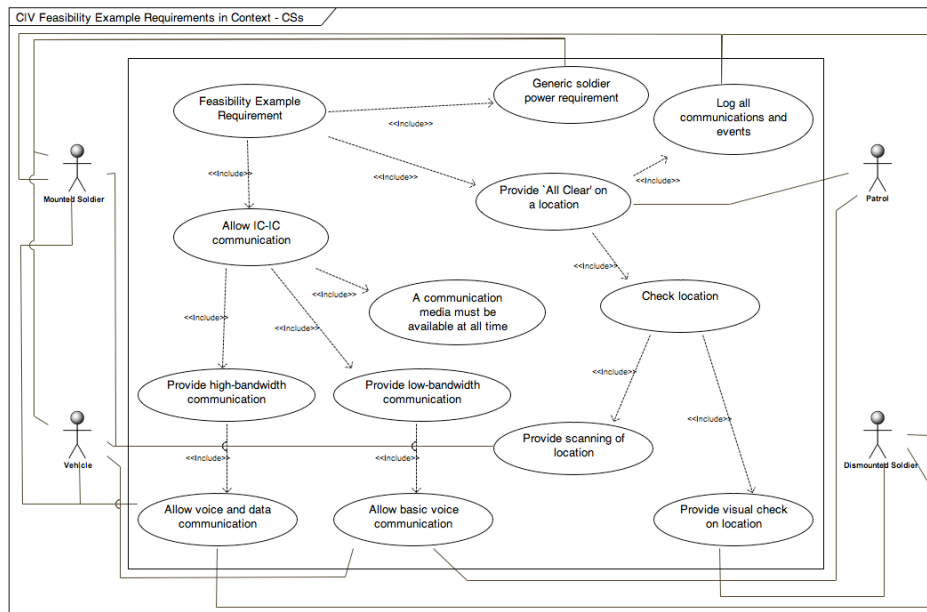 CIV Feasibility Example Requirements in Context - CSs
Generic soldier
power requirement
Feasibility Example
Requirement
Log all
communications and
events
<<Include>>
<<Include>>
<<Include>>
<<Include>>
Mounted Soldier
Patrol
Provide `All Clear' on
a location
Allow IC-IC
communication
<<Include>>
<<Include>>
A communication
media must be
available at all time
Check location
<<Include>>
<<Include>>
<<Include>>
Provide high-bandwidth
communication
Provide low-bandwidth
communication
<<Include>>
Provide scanning of
location
<<Include>>
<<Include>>
Vehicle
Dismounted Soldier
Allow voice and data
communication
Allow basic voice
communication
Provide visual check
on location